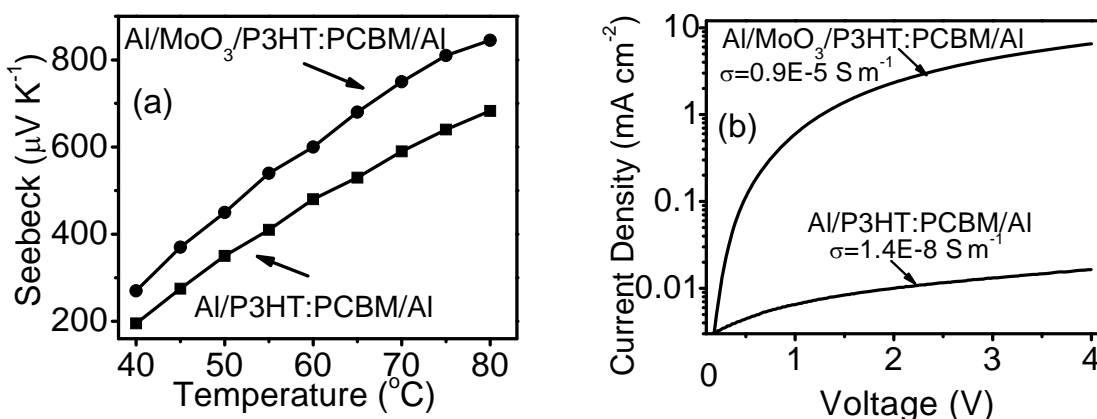 Al/MoO3/P3HT:PCBM/Al
(a)
Al/P3HT:PCBM/Al
Seebeck (μV K-1)
800
600
400
200
40 50 60 70 80
Temperature (oC)
Al/MoO3/P3HT:PCBM/Al
σ=0.9E-5 S m-1
(b)
Al/P3HT:PCBM/Al
σ=1.4E-8 S m-1
Current Density (mA cm-2)
10
1
0.1
0.01
0 1 2 3 4
Voltage (V)